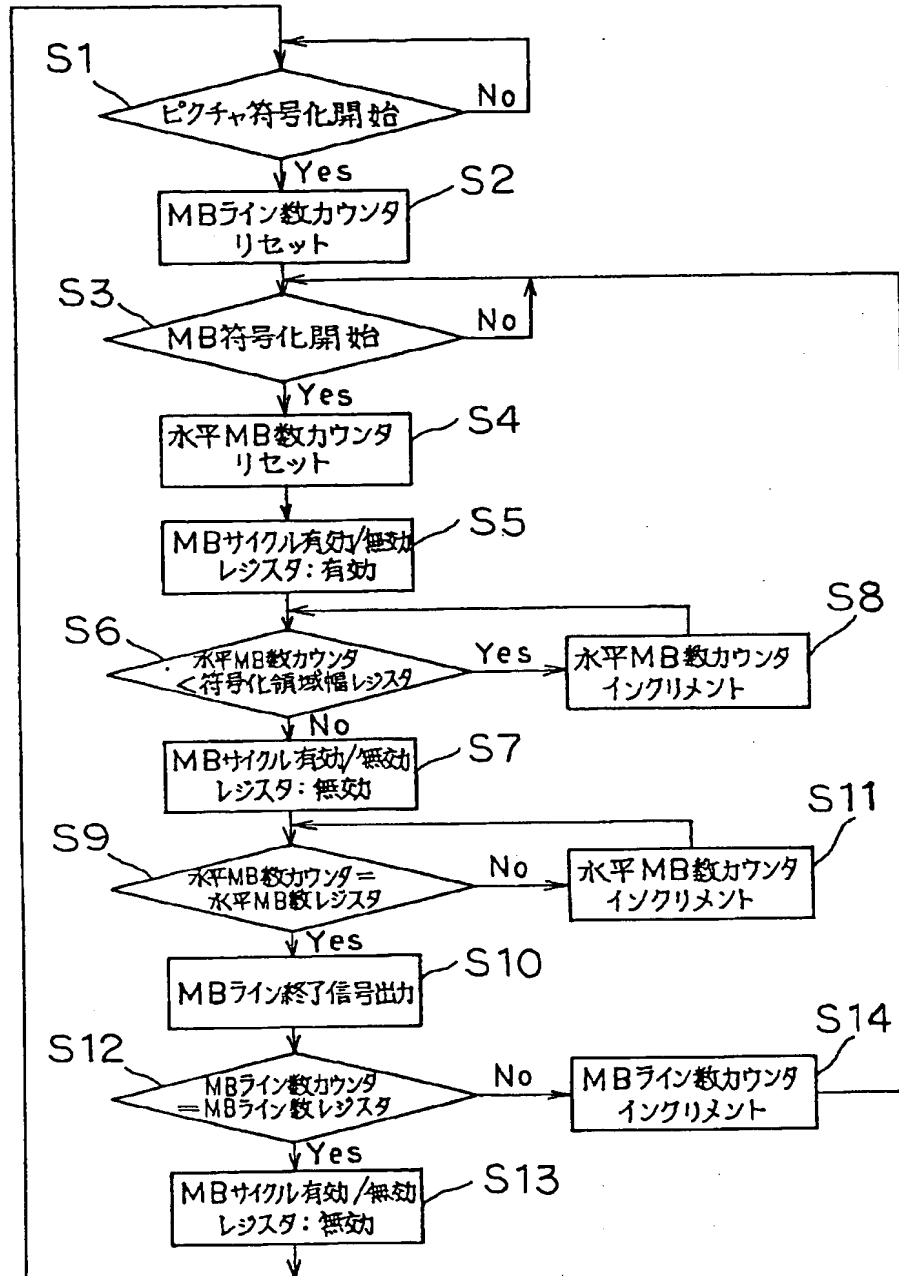 S1
ピクチャ符号化開始
No
Yes
S2
MBライン数カウンタ
リセット
S3
MB符号化開始
No
Yes
S4
水平MB数カウンタ
リセット
S5
MBサイクル有効/無効
レジスタ:有効
S6
水平MB数カウンタ
<符号化領域幅レジスタ
Yes
S8
水平MB数カウンタ
インクリメント
No
S7
MBサイクル有効/無効
レジスタ:無効
S9
水平MB数カウンタ=
水平MB数レジスタ
No
S11
水平MB数カウンタ
インクリメント
Yes
S10
MBライン終了信号出力
S12
MBライン数カウンタ
=MBライン数レジスタ
No
S14
MBライン数カウンタ
インクリメント
Yes
S13
MBサイクル有効/無効
レジスタ:無効